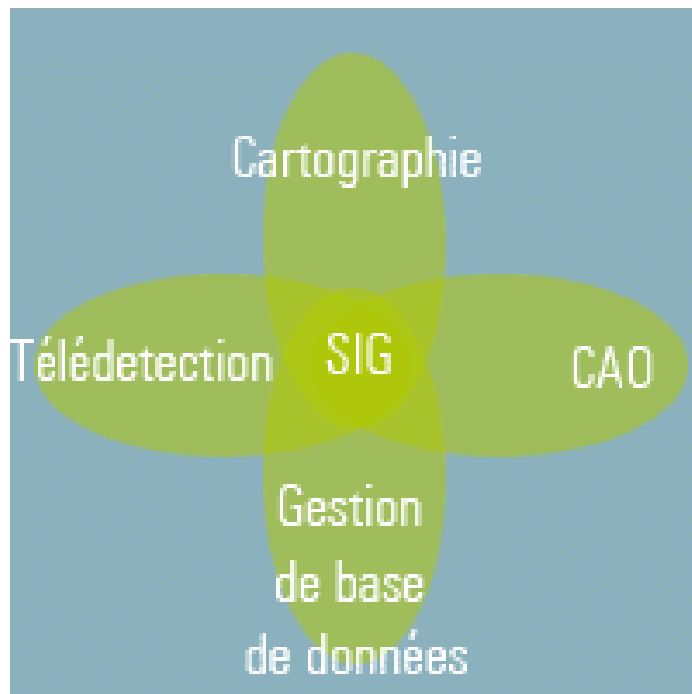 Cartographie
Télédetection
SIG
CAO
Gestion
de base
de données